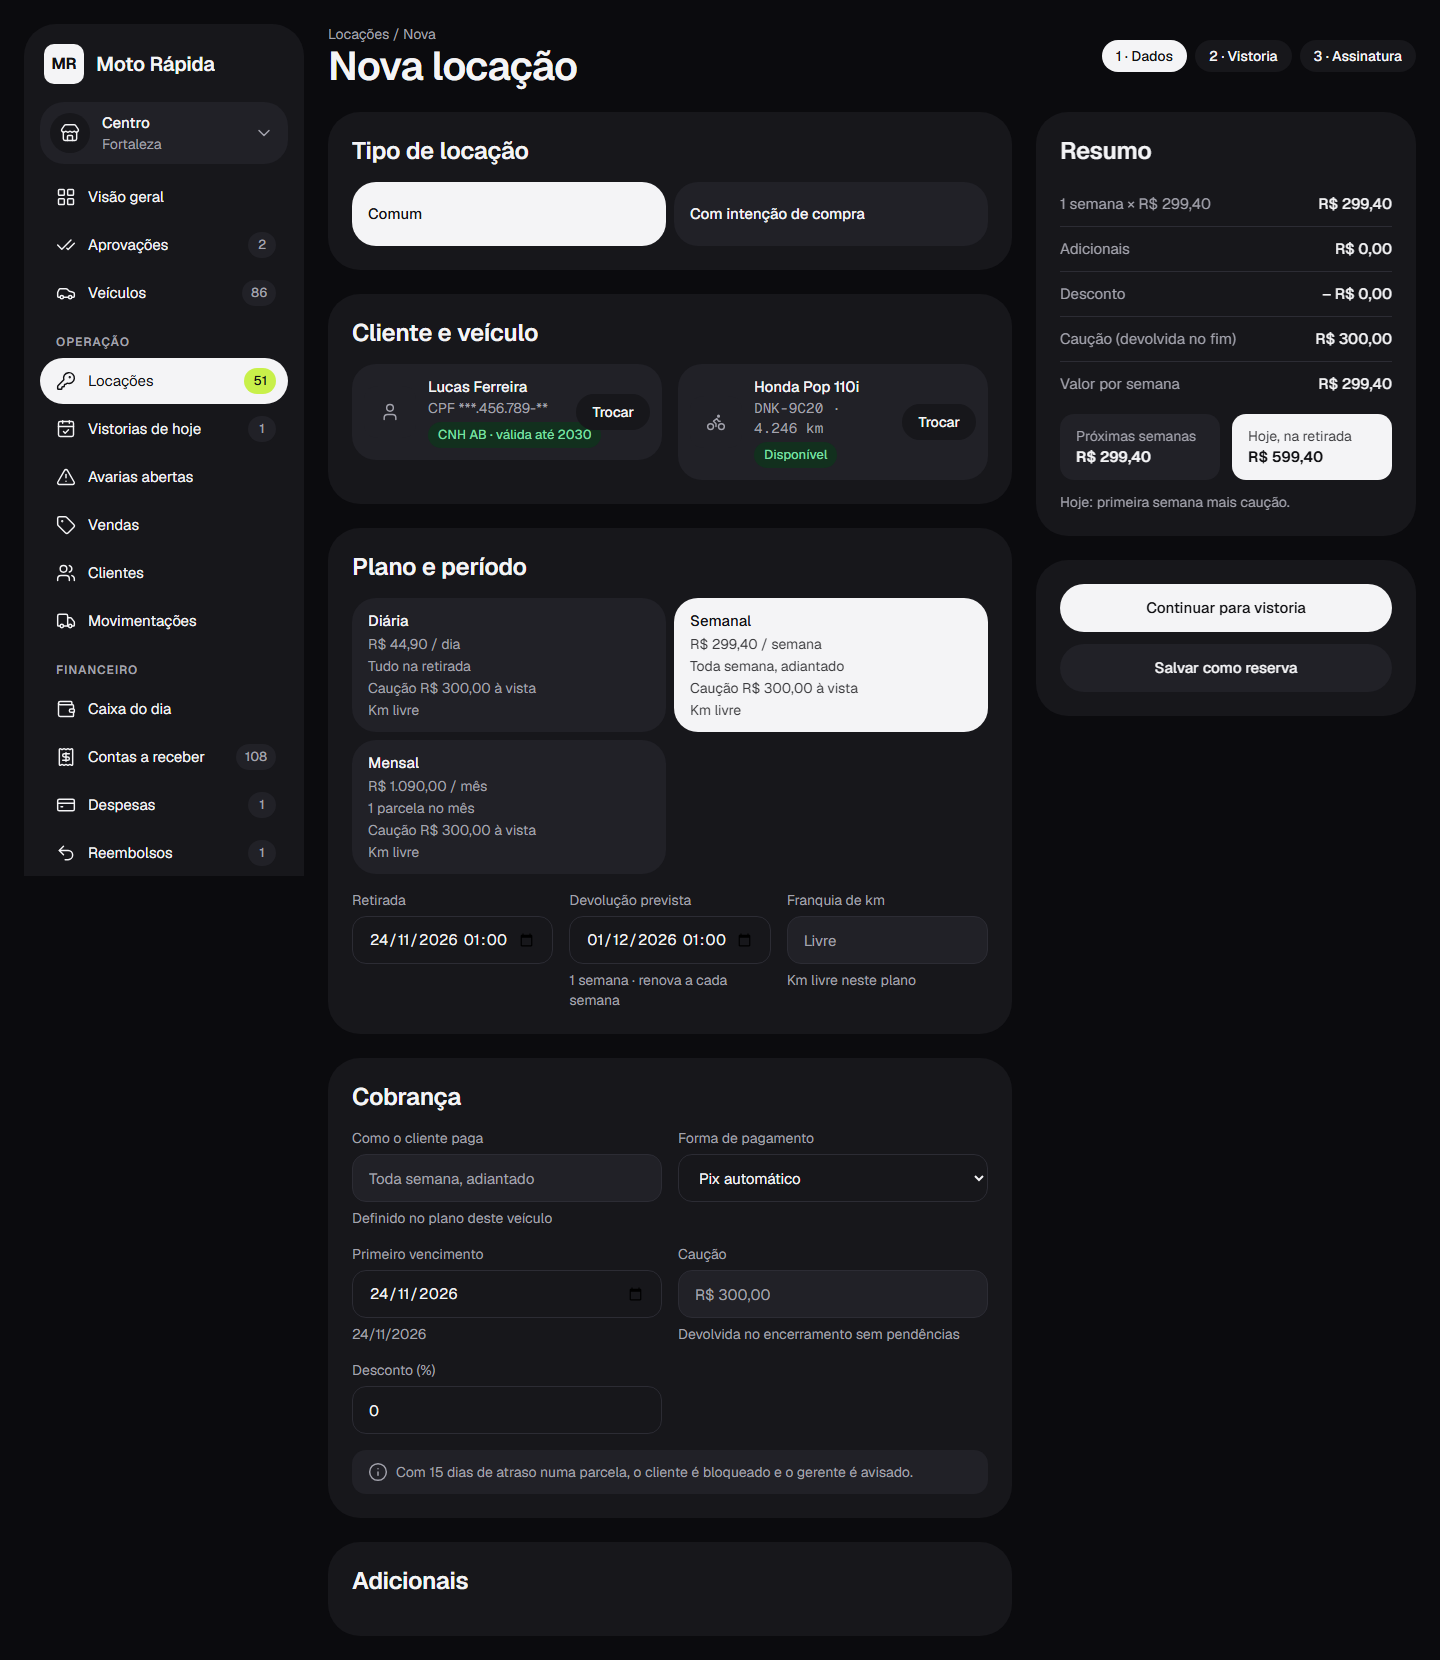 MR
Moto Rápida
Centro
Fortaleza
Visão geral
Aprovações 2
Veículos 86
OPERAÇÃO
Locações 51
Vistorias de hoje 1
Avarias abertas
Vendas
Clientes
Movimentações
FINANCEIRO
Caixa do dia
Contas a receber 108
Despesas 1
Reembolsos 1
Locações / Nova
Nova locação
1 · Dados
2 · Vistoria
3 · Assinatura
Tipo de locação
Comum
Com intenção de compra
Cliente e veículo
Lucas Ferreira
CPF ***.456.789-**
CNH AB · válida até 2030
Trocar
Honda Pop 110i
DNK-9C20 ·
4.246 km
Disponível
Trocar
Plano e período
Diária
R$ 44,90 / dia
Tudo na retirada
Caução R$ 300,00 à vista
Km livre
Semanal
R$ 299,40 / semana
Toda semana, adiantado
Caução R$ 300,00 à vista
Km livre
Mensal
R$ 1.090,00 / mês
1 parcela no mês
Caução R$ 300,00 à vista
Km livre
Retirada
24/11/2026 01:00
Devolução prevista
01/12/2026 01:00
1 semana · renova a cada
semana
Franquia de km
Livre
Km livre neste plano
Cobrança
Como o cliente paga
Toda semana, adiantado
Definido no plano deste veículo
Forma de pagamento
Pix automático
Primeiro vencimento
24/11/2026
24/11/2026
Caução
R$ 300,00
Devolvida no encerramento sem pendências
Desconto (%)
0
Com 15 dias de atraso numa parcela, o cliente é bloqueado e o gerente é avisado.
Adicionais
Resumo
1 semana × R$ 299,40 R$ 299,40
Adicionais R$ 0,00
Desconto – R$ 0,00
Caução (devolvida no fim) R$ 300,00
Valor por semana R$ 299,40
Próximas semanas
R$ 299,40
Hoje, na retirada
R$ 599,40
Hoje: primeira semana mais caução.
Continuar para vistoria
Salvar como reserva